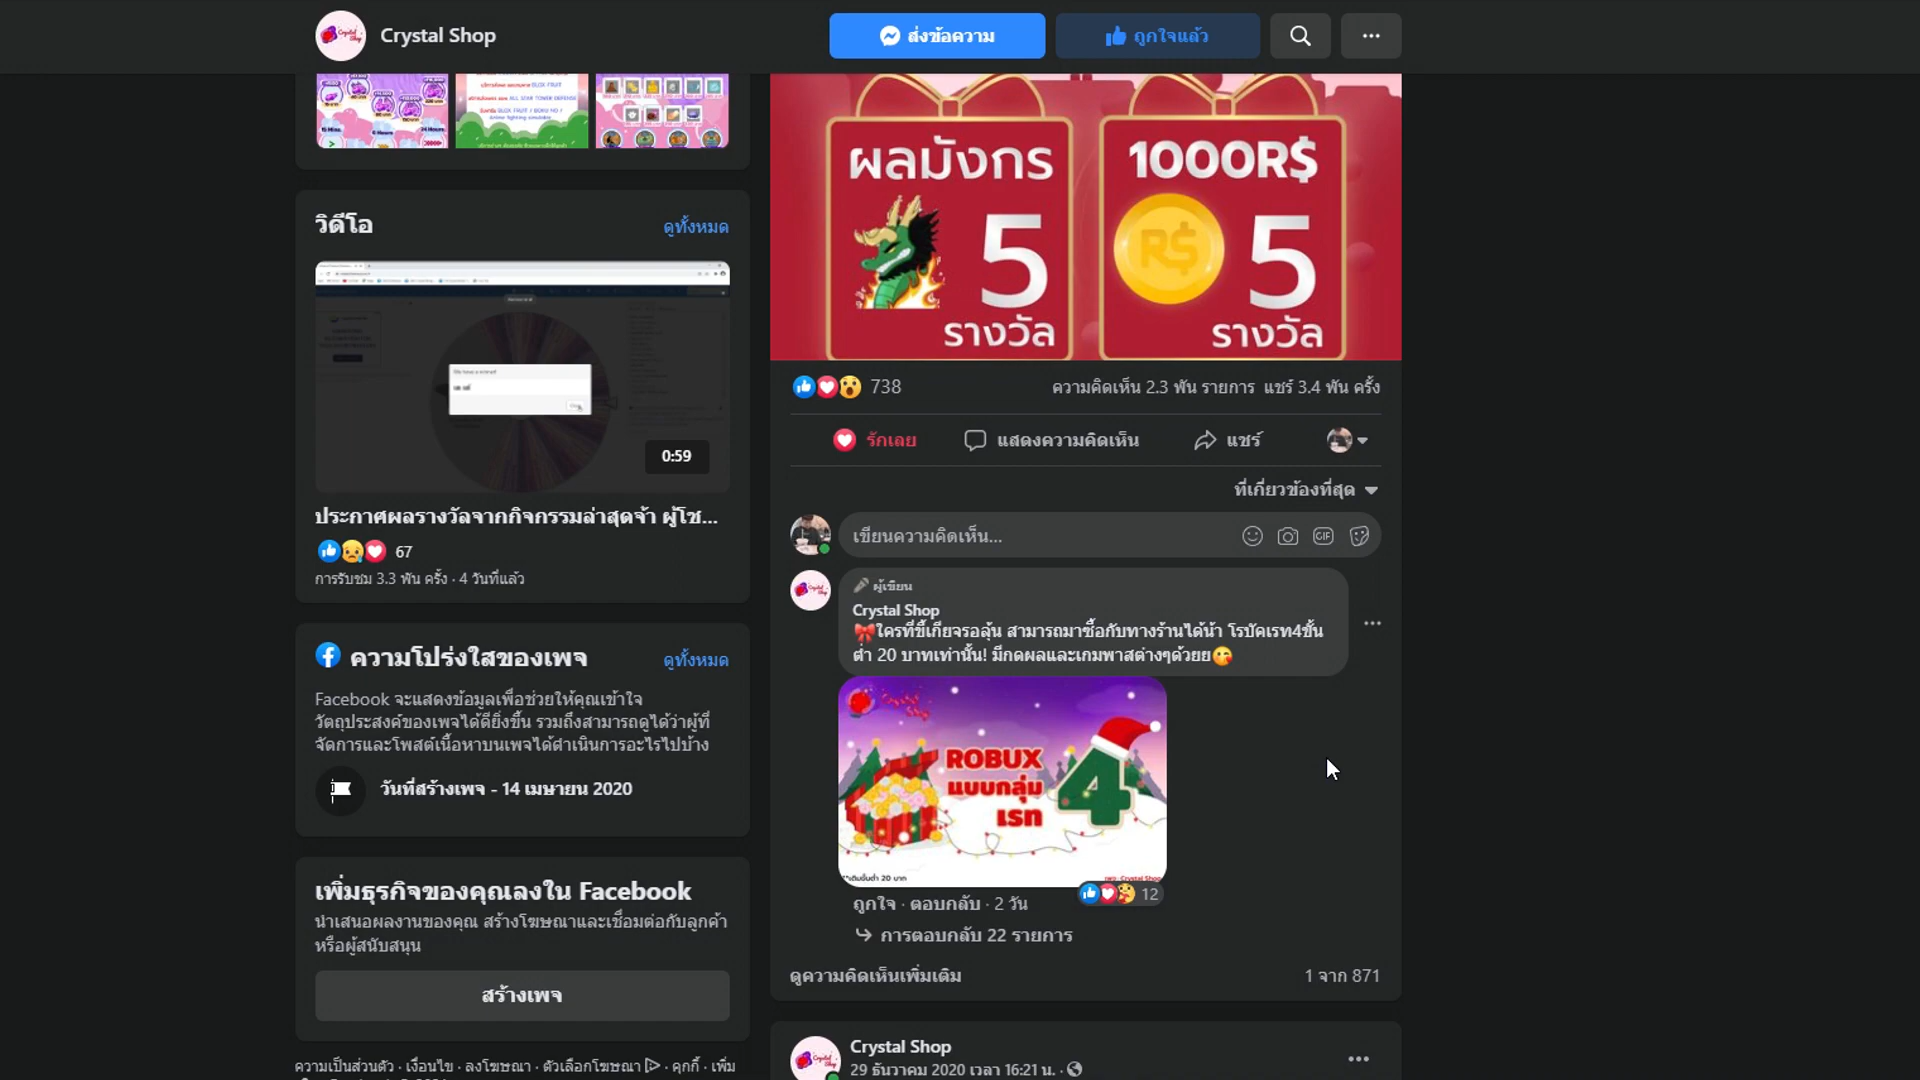 Crystal Shop
ส่งข้อความ
ถูกใจแล้ว
วิดีโอ
ดูทั้งหมด
0:59
ประกาศผลรางวัลจากกิจกรรมล่าสุดจ้า ผู้โช...
67
การรับชม 3.3 พัน ครั้ง · 4 วันที่แล้ว
ความโปร่งใสของเพจ
ดูทั้งหมด
Facebook จะแสดงข้อมูลเพื่อช่วยให้คุณเข้าใจ
วัตถุประสงค์ของเพจได้ดียิ่งขึ้น รวมถึงสามารถดูได้ว่าผู้ที่
จัดการและโพสต์เนื้อหาบนเพจได้ดำเนินการอะไรไปบ้าง
วันที่สร้างเพจ - 14 เมษายน 2020
เพิ่มธุรกิจของคุณลงใน Facebook
นำเสนอผลงานของคุณ สร้างโฆษณาและเชื่อมต่อกับลูกค้า
หรือผู้สนับสนุน
สร้างเพจ
ความเป็นส่วนตัว · เงื่อนไข · ลงโฆษณา · ตัวเลือกโฆษณา · คุกกี้ · เพิ่ม
ผลมังกร
5
รางวัล
1000R$
R$
5
รางวัล
738
ความคิดเห็น 2.3 พัน รายการ แชร์ 3.4 พัน ครั้ง
รักเลย
แสดงความคิดเห็น
แชร์
ที่เกี่ยวข้องที่สุด
เขียนความคิดเห็น...
GIF
ผู้เขียน
Crystal Shop
ใครที่ขี้เกียจรอลุ้น สามารถมาซื้อกับทางร้านได้น้า โรบัคเรท4ขั้น
ต่ำ 20 บาทเท่านั้น! มีกดผลและเกมพาสต่างๆด้วยย
ROBUX
แบบกลุ่ม
เรท
4
**เติมขั้นต่ำ 20 บาท
เพจ: Crystal Shop
12
ถูกใจ · ตอบกลับ · 2 วัน
การตอบกลับ 22 รายการ
ดูความคิดเห็นเพิ่มเติม
1 จาก 871
Crystal Shop
29 ธันวาคม 2020 เวลา 16:21 น. ·